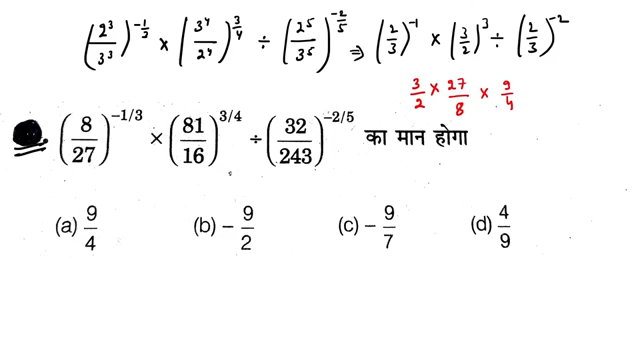 (2³/3³)^(-1/3) × (3⁴/2⁴)^(3/4) ÷ (2⁵/3⁵)^(-2/5) ⇒ (2/3)^-1 × (3/2)^3 ÷ (2/3)^-2
3/2 × 27/8 × 9/4
(8/27)^(-1/3) × (81/16)^(3/4) ÷ (32/243)^(-2/5) का मान होगा
(a) 9/4 (b) - 9/2 (c) - 9/7 (d) 4/9